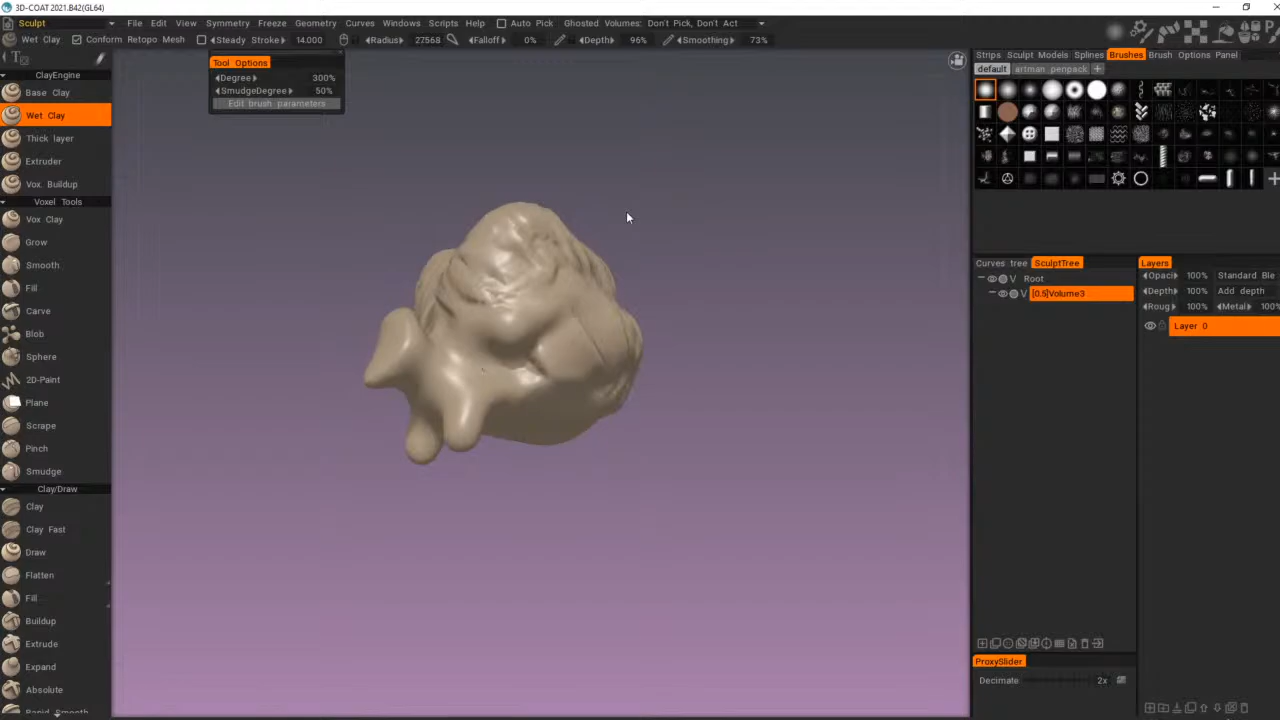 3D-COAT 2021.B42(GL64)
Sculpt File Edit View Symmetry Freeze Geometry Curves Windows Scripts Help Auto Pick Ghosted Volumes: Don't Pick, Don't Act
Wet Clay Conform Retopo Mesh Steady Stroke 14.000 Radius 27568 Falloff 0% Depth 96% Smoothing 73%
Strips Sculpt Models Splines Brushes Brush Options Panel
default artman penpack +
Tool Options
Degree 300%
SmudgeDegree 50%
Edit brush parameters
ClayEngine
Base Clay
Wet Clay
Thick layer
Extruder
Vox. Buildup
Voxel Tools
Vox Clay
Grow
Smooth
Fill
Carve
Blob
Sphere
2D-Paint
Plane
Scrape
Pinch
Smudge
Clay/Draw
Clay
Clay Fast
Draw
Flatten
Fill
Buildup
Extrude
Expand
Absolute
Rapid Smooth
Curves tree SculptTree
V Root
V [0.5]Volume3
Layers
Opaci 100% Standard Ble
Depth 100% Add depth
Roug 100% Metal 100%
Layer 0
ProxySlider
Decimate 2x